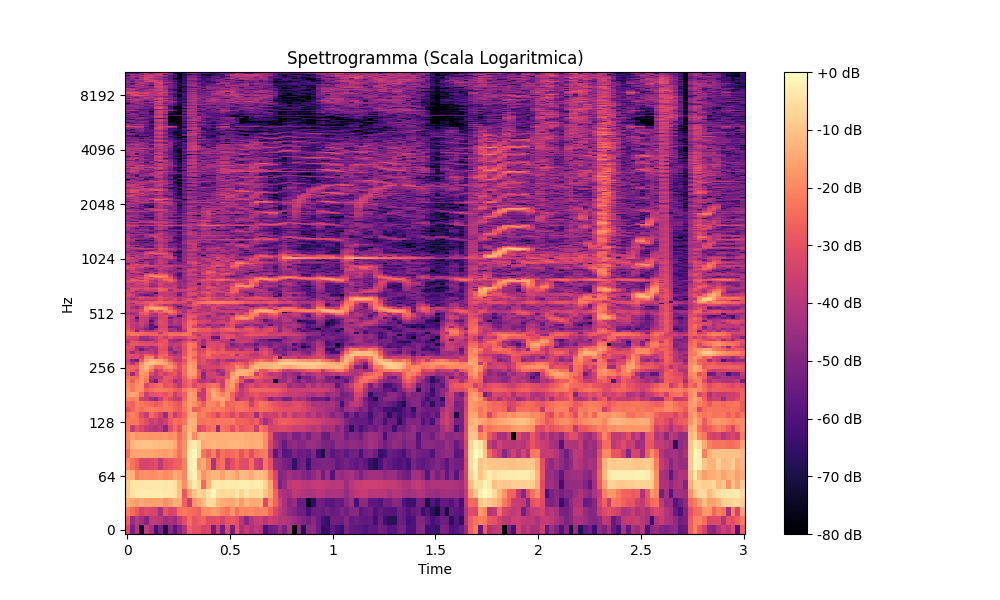 Spettrogramma (Scala Logaritmica)
Hz
8192
4096
2048
1024
512
256
128
64
0
0
0.5
1
1.5
2
2.5
3
Time
+0 dB
-10 dB
-20 dB
-30 dB
-40 dB
-50 dB
-60 dB
-70 dB
-80 dB